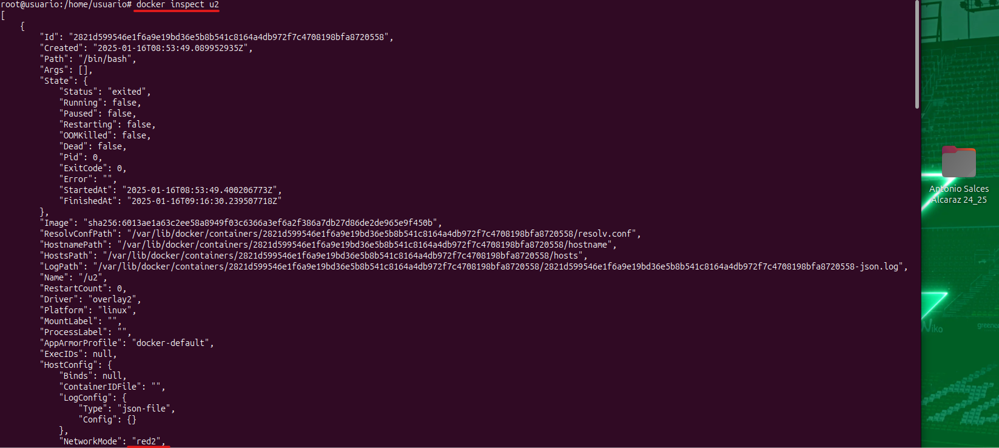 root@usuario:/home/usuario# docker inspect u2
[
    {
        "Id": "2821d599546e1f6a9e19bd36e5b8b541c8164a4db972f7c4708198bfa8720558",
        "Created": "2025-01-16T08:53:49.089952935Z",
        "Path": "/bin/bash",
        "Args": [],
        "State": {
            "Status": "exited",
            "Running": false,
            "Paused": false,
            "Restarting": false,
            "OOMKilled": false,
            "Dead": false,
            "Pid": 0,
            "ExitCode": 0,
            "Error": "",
            "StartedAt": "2025-01-16T08:53:49.400206773Z",
            "FinishedAt": "2025-01-16T09:16:30.239507718Z"
        },
        "Image": "sha256:6013ae1a63c2ee58a8949f03c6366a3ef6a2f386a7db27d86de2de965e9f450b",
        "ResolvConfPath": "/var/lib/docker/containers/2821d599546e1f6a9e19bd36e5b8b541c8164a4db972f7c4708198bfa8720558/resolv.conf",
        "HostnamePath": "/var/lib/docker/containers/2821d599546e1f6a9e19bd36e5b8b541c8164a4db972f7c4708198bfa8720558/hostname",
        "HostsPath": "/var/lib/docker/containers/2821d599546e1f6a9e19bd36e5b8b541c8164a4db972f7c4708198bfa8720558/hosts",
        "LogPath": "/var/lib/docker/containers/2821d599546e1f6a9e19bd36e5b8b541c8164a4db972f7c4708198bfa8720558/2821d599546e1f6a9e19bd36e5b8b541c8164a4db972f7c4708198bfa8720558-json.log",
        "Name": "/u2",
        "RestartCount": 0,
        "Driver": "overlay2",
        "Platform": "linux",
        "MountLabel": "",
        "ProcessLabel": "",
        "AppArmorProfile": "docker-default",
        "ExecIDs": null,
        "HostConfig": {
            "Binds": null,
            "ContainerIDFile": "",
            "LogConfig": {
                "Type": "json-file",
                "Config": {}
            },
            "NetworkMode": "red2",
Antonio Salces
Alcaraz 24_25
Wiko